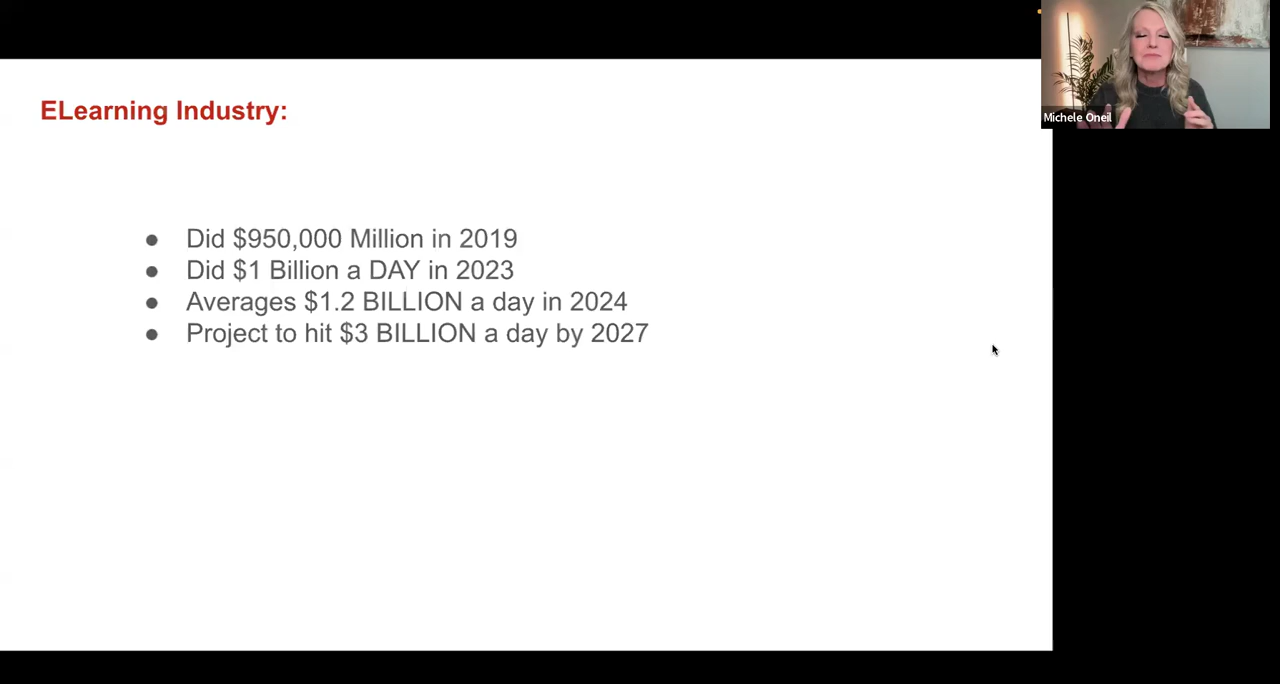 ELearning Industry:
Michele Oneil
● Did $950,000 Million in 2019
● Did $1 Billion a DAY in 2023
● Averages $1.2 BILLION a day in 2024
● Project to hit $3 BILLION a day by 2027